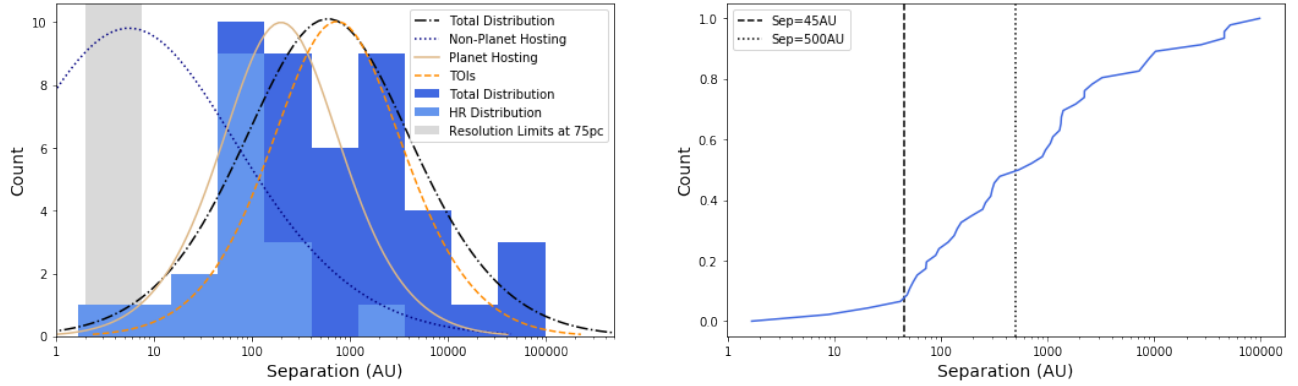 10
8
6
4
2
0
Count
1
10
100
1000
10000
100000
Separation (AU)
Total Distribution
Non-Planet Hosting
Planet Hosting
TOIs
Total Distribution
HR Distribution
Resolution Limits at 75pc
1.0
0.8
0.6
0.4
0.2
0.0
Count
1
10
100
1000
10000
100000
Separation (AU)
Sep=45AU
Sep=500AU